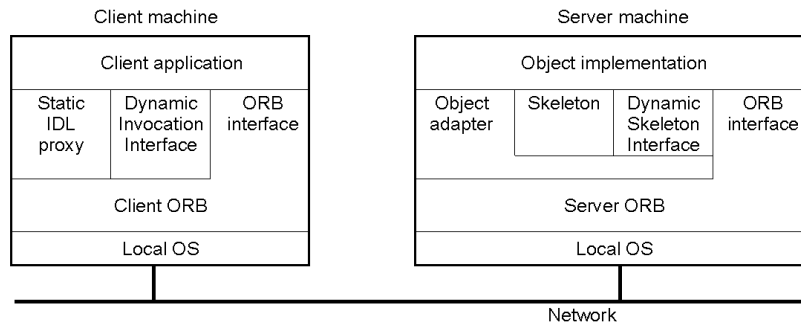 Client machine
Server machine
Client application
Object implementation
Static IDL proxy
Dynamic Invocation Interface
ORB interface
Object adapter
Skeleton
Dynamic Skeleton Interface
ORB interface
Client ORB
Server ORB
Local OS
Local OS
Network